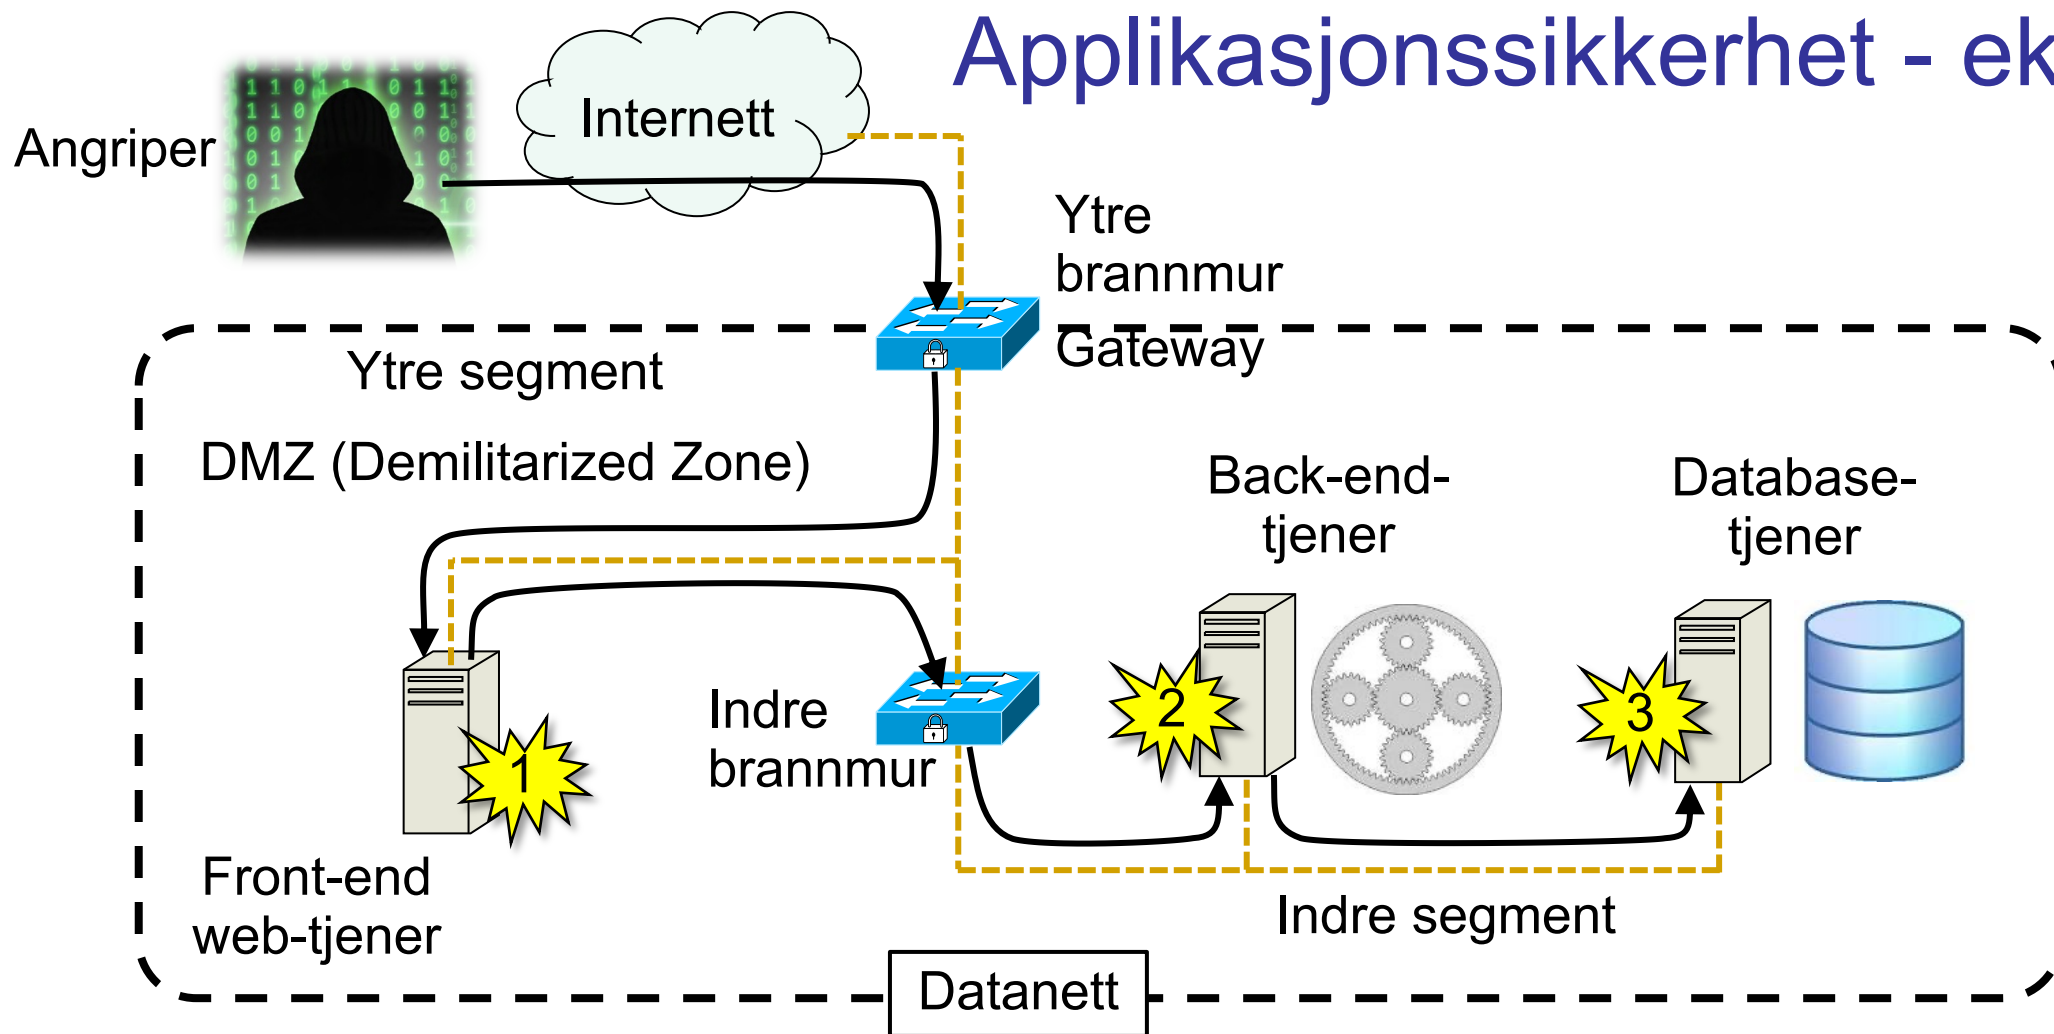 Applikasjonssikkerhet - ek
Internett
Angriper
Ytre
brannmur
Gateway
Ytre segment
DMZ (Demilitarized Zone)
Back-end-
tjener
Database-
tjener
Indre
brannmur
1
2
3
Front-end
web-tjener
Indre segment
Datanett